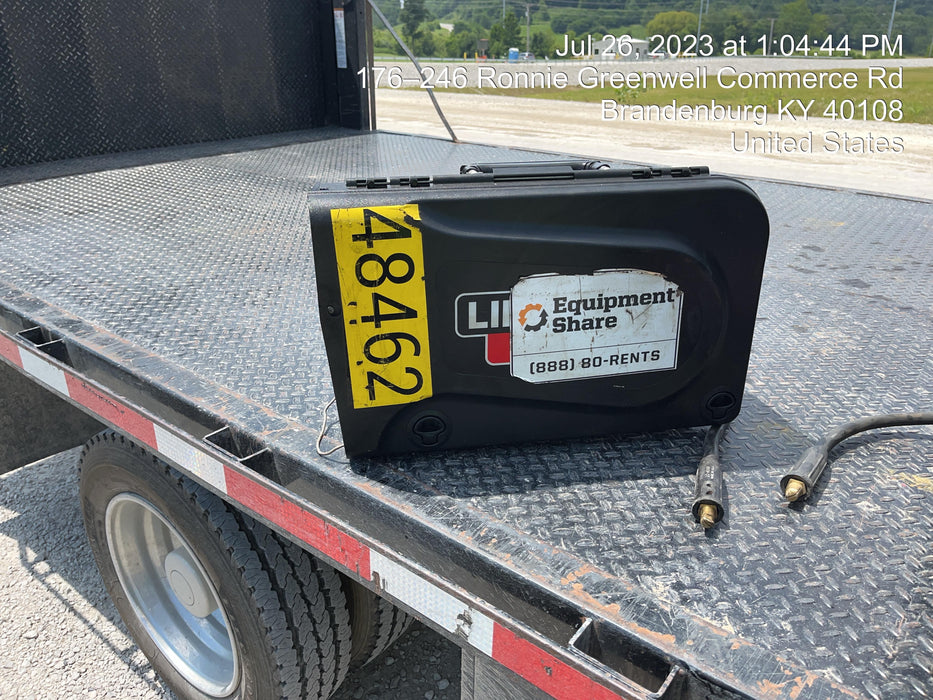 Jul 26, 2023 at 1:04:44 PM
176–246 Ronnie Greenwell Commerce Rd
Brandenburg KY 40108
United States
48462
LI
Equipment
Share
(888) 80-RENTS